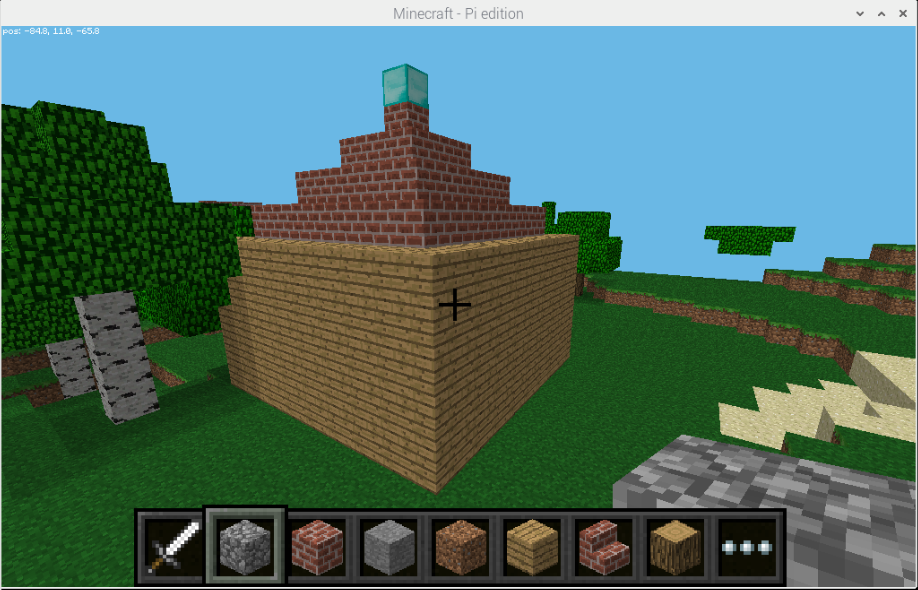 Minecraft - Pi edition
pos: -84.8, 11.0, -65.8